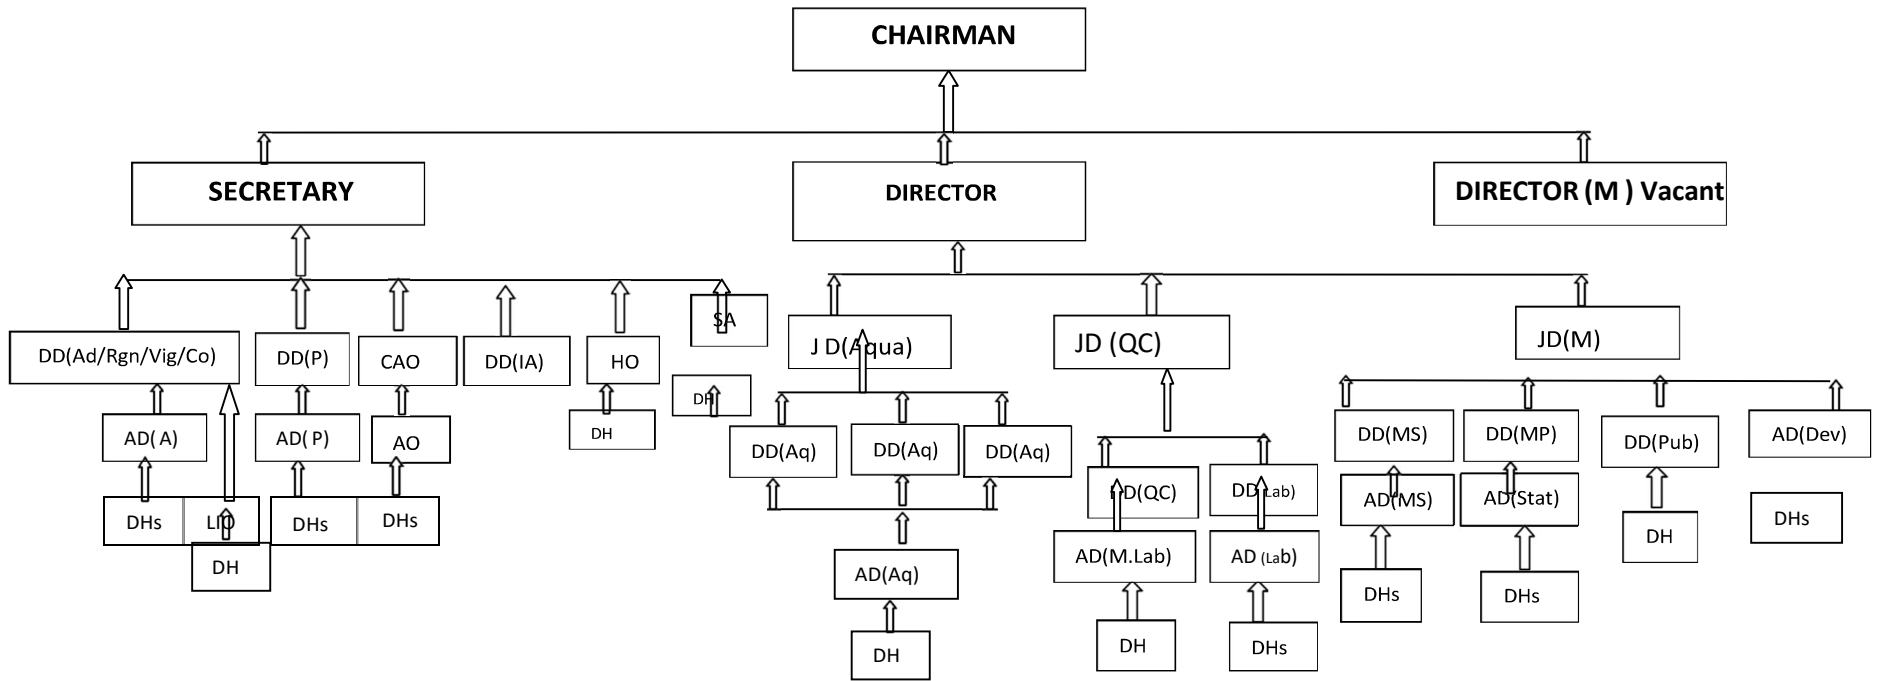 CHAIRMAN
SECRETARY
DIRECTOR
DIRECTOR (M ) Vacant
SA
J D(Aqua)
JD (QC)
JD(M)
DD(Ad/Rgn/Vig/Co)
DD(P)
CAO
DD(IA)
HO
DH
DH
AD( A)
AD( P)
AO
DD(Aq)
DD(Aq)
DD(Aq)
DD(MS)
DD(MP)
DD(Pub)
AD(Dev)
DD(QC)
DD(Lab)
AD(MS)
AD(Stat)
DHs
LIO
DHs
DHs
DHs
DH
DH
AD(Aq)
AD(M.Lab)
AD (Lab)
DHs
DHs
DH
DH
DHs